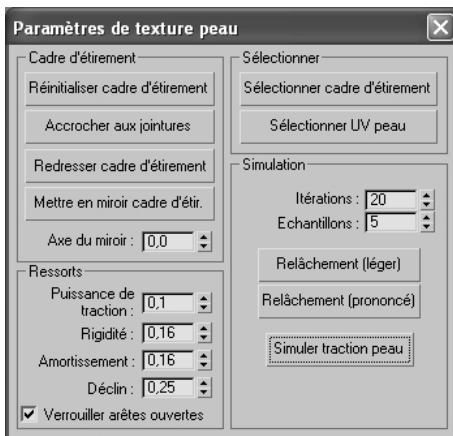 Paramètres de texture peau
Cadre d'étirement
Réinitialiser cadre d'étirement
Accrocher aux jointures
Redresser cadre d'étirement
Mettre en miroir cadre d'étir.
Axe du miroir : 0,0
Ressorts
Puissance de
traction : 0,1
Rigidité : 0,16
Amortissement : 0,16
Déclin : 0,25
Verrouiller arêtes ouvertes
Sélectionner
Sélectionner cadre d'étirement
Sélectionner UV peau
Simulation
Itérations : 20
Echantillons : 5
Relâchement (léger)
Relâchement (prononcé)
Simuler traction peau